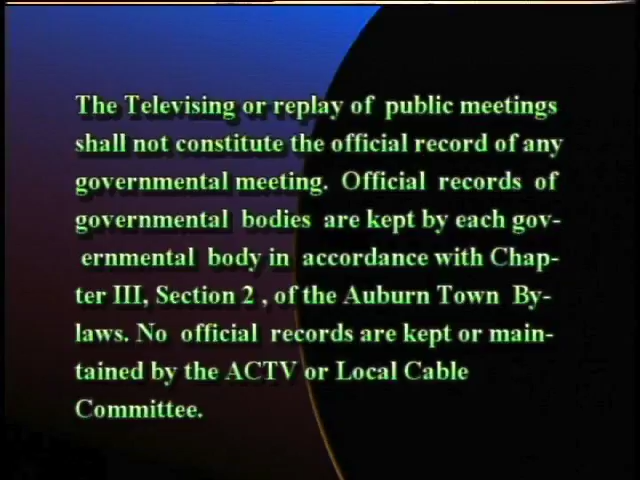 The Televising or replay of public meetings
shall not constitute the official record of any
governmental meeting. Official records of
governmental bodies are kept by each gov-
ernmental body in accordance with Chap-
ter III, Section 2 , of the Auburn Town By-
laws. No official records are kept or main-
tained by the ACTV or Local Cable
Committee.